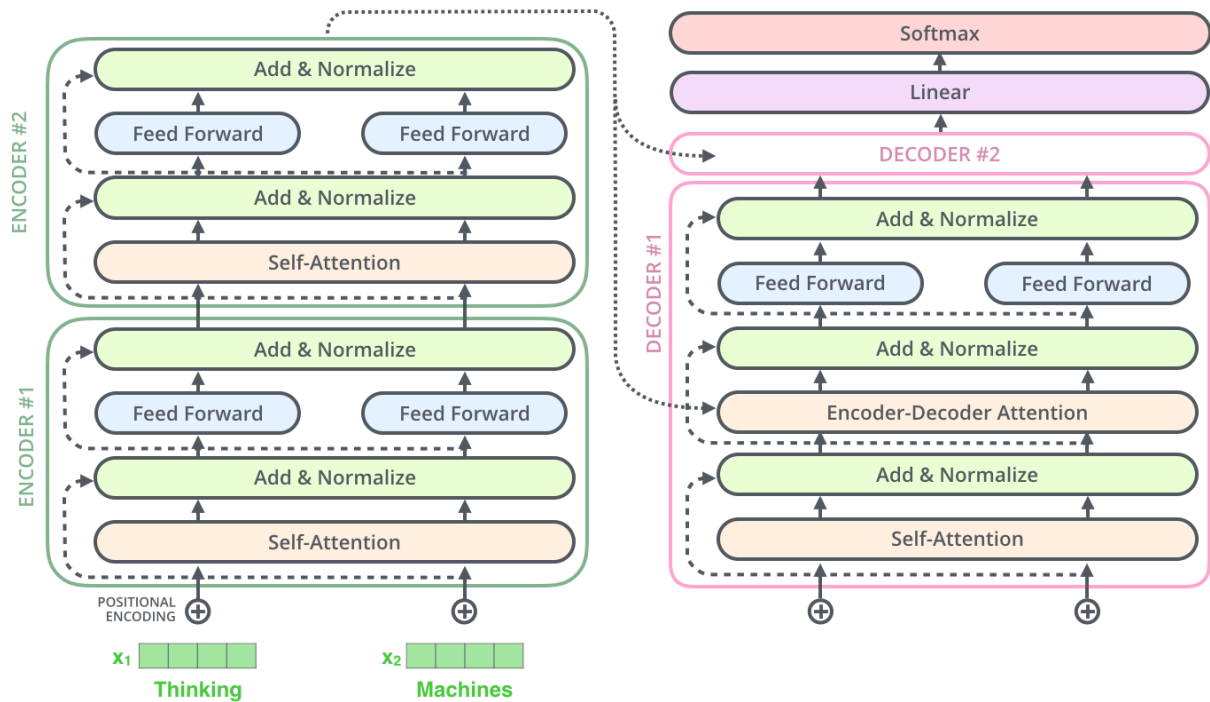 ENCODER #2
Add & Normalize
Feed Forward
Feed Forward
Add & Normalize
Self-Attention
ENCODER #1
Add & Normalize
Feed Forward
Feed Forward
Add & Normalize
Self-Attention
POSITIONAL
ENCODING
x1
x2
Thinking
Machines
Softmax
Linear
DECODER #2
DECODER #1
Add & Normalize
Feed Forward
Feed Forward
Add & Normalize
Encoder-Decoder Attention
Add & Normalize
Self-Attention